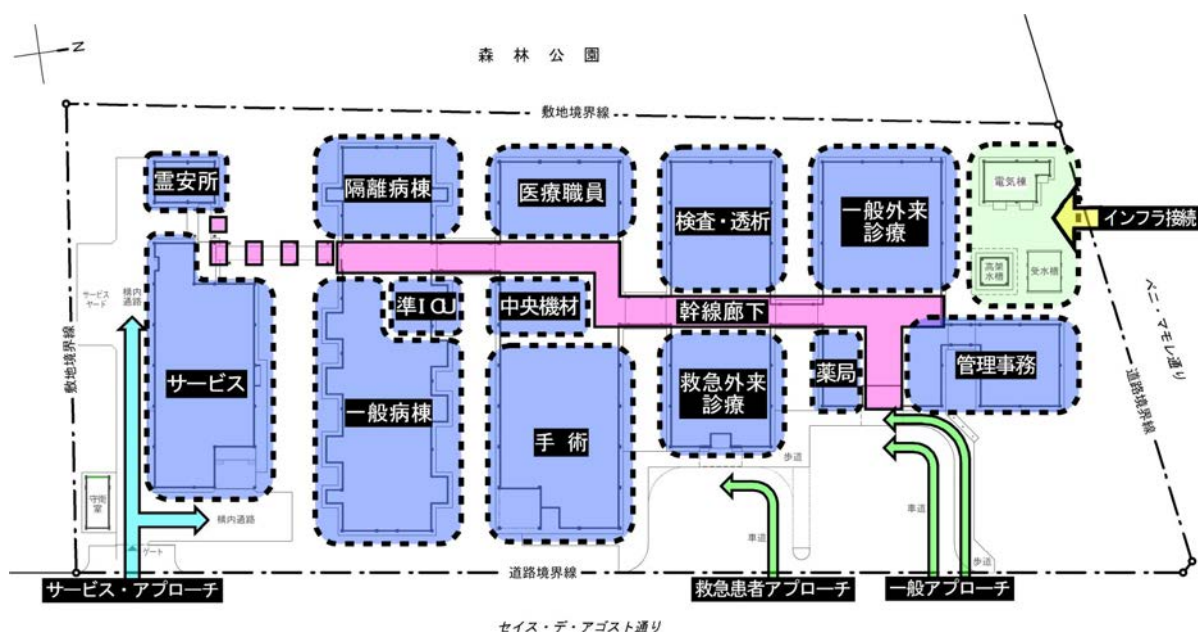 N
森林公園
敷地境界線
霊安所
隔離病棟
医療職員
検査・透析
一般外来
診療
電気棟
インフラ接続
高架
水槽
受水槽
サービス
ヤード
構内
通路
準ICU
中央機材
幹線廊下
敷地境界線
サービス
一般病棟
手術
救急外来
診療
薬局
管理事務
ベニ・マモレ通り
道路境界線
守衛
室
構内通路
ゲート
歩道
車道
車道
歩道
サービス・アプローチ
道路境界線
救急患者アプローチ
一般アプローチ
セイス・デ・アゴスト通り